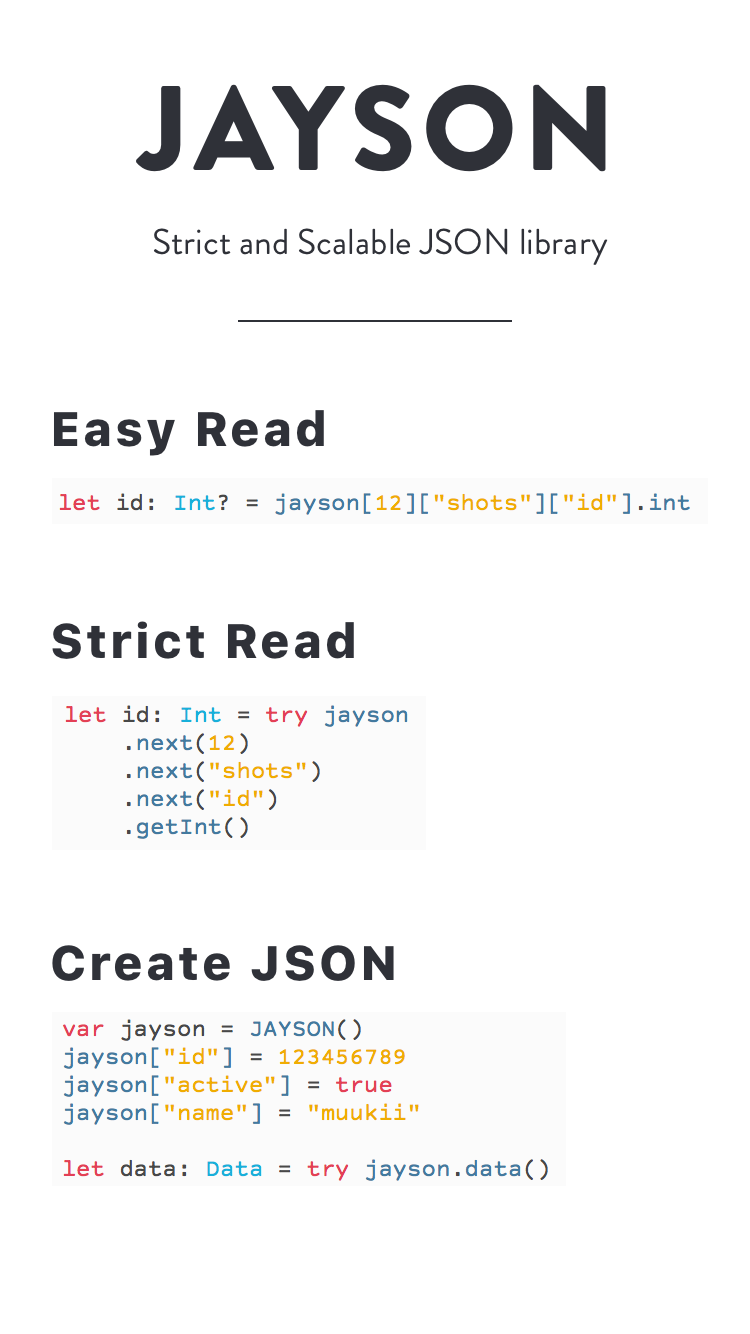 JAYSON
Strict and Scalable JSON library
Easy Read
let id: Int? = jayson[12]["shots"]["id"].int
Strict Read
let id: Int = try jayson
    .next(12)
    .next("shots")
    .next("id")
    .getInt()
Create JSON
var jayson = JAYSON()
jayson["id"] = 123456789
jayson["active"] = true
jayson["name"] = "muukii"
let data: Data = try jayson.data()